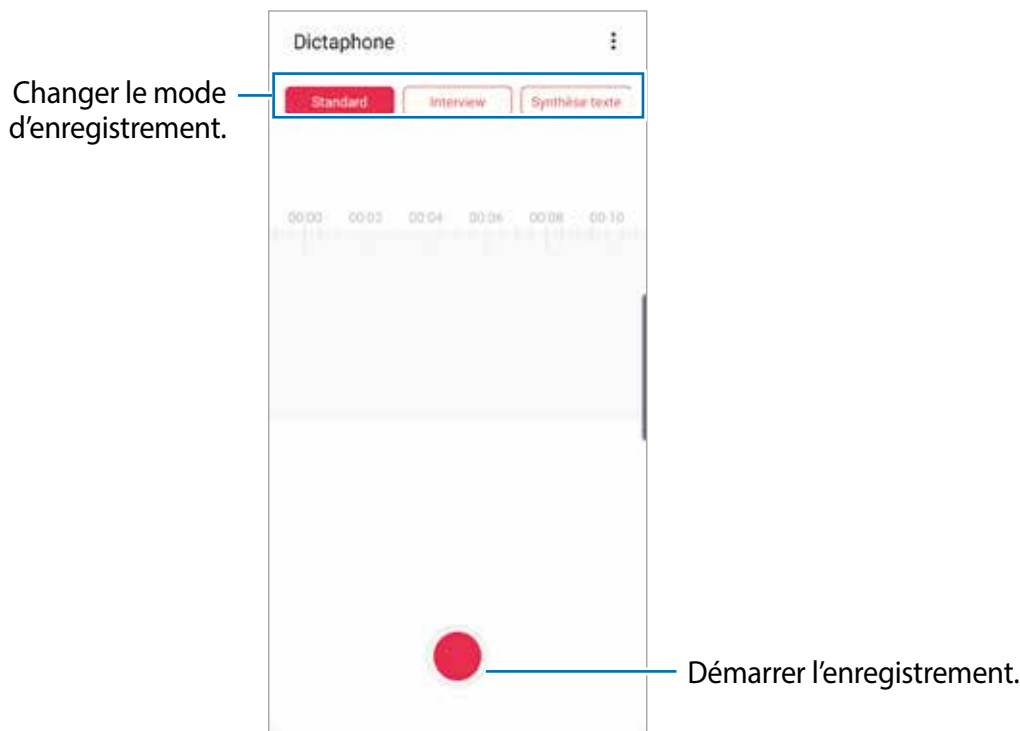 Dictaphone
Changer le mode
d'enregistrement.
Standard Interview Synthèse texte
00:00 00:02 00:04 00:06 00:08 00:10
Démarrer l'enregistrement.